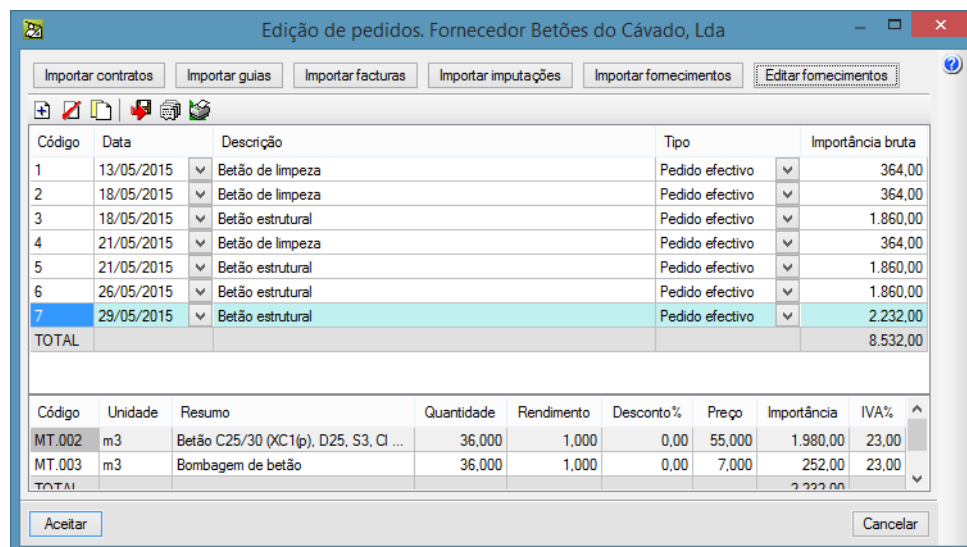 Edição de pedidos. Fornecedor Betões do Cávado, Lda
Importar contratos Importar guias Importar facturas Importar imputações Importar fornecimentos Editar fornecimentos
Código Data Descrição Tipo Importância bruta
1 13/05/2015 Betão de limpeza Pedido efectivo 364,00
2 18/05/2015 Betão de limpeza Pedido efectivo 364,00
3 18/05/2015 Betão estrutural Pedido efectivo 1.860,00
4 21/05/2015 Betão de limpeza Pedido efectivo 364,00
5 21/05/2015 Betão estrutural Pedido efectivo 1.860,00
6 26/05/2015 Betão estrutural Pedido efectivo 1.860,00
7 29/05/2015 Betão estrutural Pedido efectivo 2.232,00
TOTAL 8.532,00
Código Unidade Resumo Quantidade Rendimento Desconto% Preço Importância IVA%
MT.002 m3 Betão C25/30 (XC1(p), D25, S3, Cl ... 36,000 1,000 0,00 55,000 1.980,00 23,00
MT.003 m3 Bombagem de betão 36,000 1,000 0,00 7,000 252,00 23,00
TOTAL 2.232,00
Aceitar Cancelar